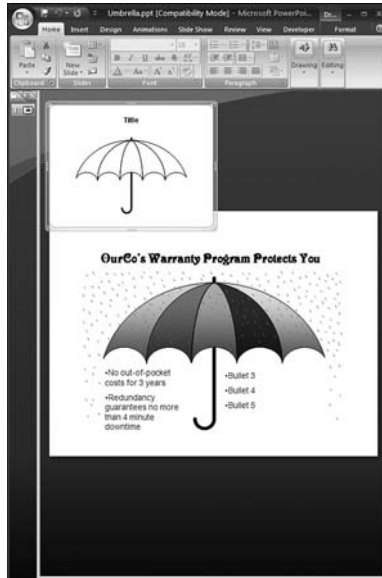 Umbrella.ppt [Compatibility Mode] - Microsoft PowerPoi...
Dr...
Home Insert Design Animations Slide Show Review View Developer Format
Paste
New
Slide
Drawing
Editing
Clipboard Slides Font Paragraph
Title
OurCo's Warranty Program Protects You
•No out-of-pocket
costs for 3 years
•Redundancy
guarantees no more
than 4 minute
downtime
•Bullet 3
•Bullet 4
•Bullet 5